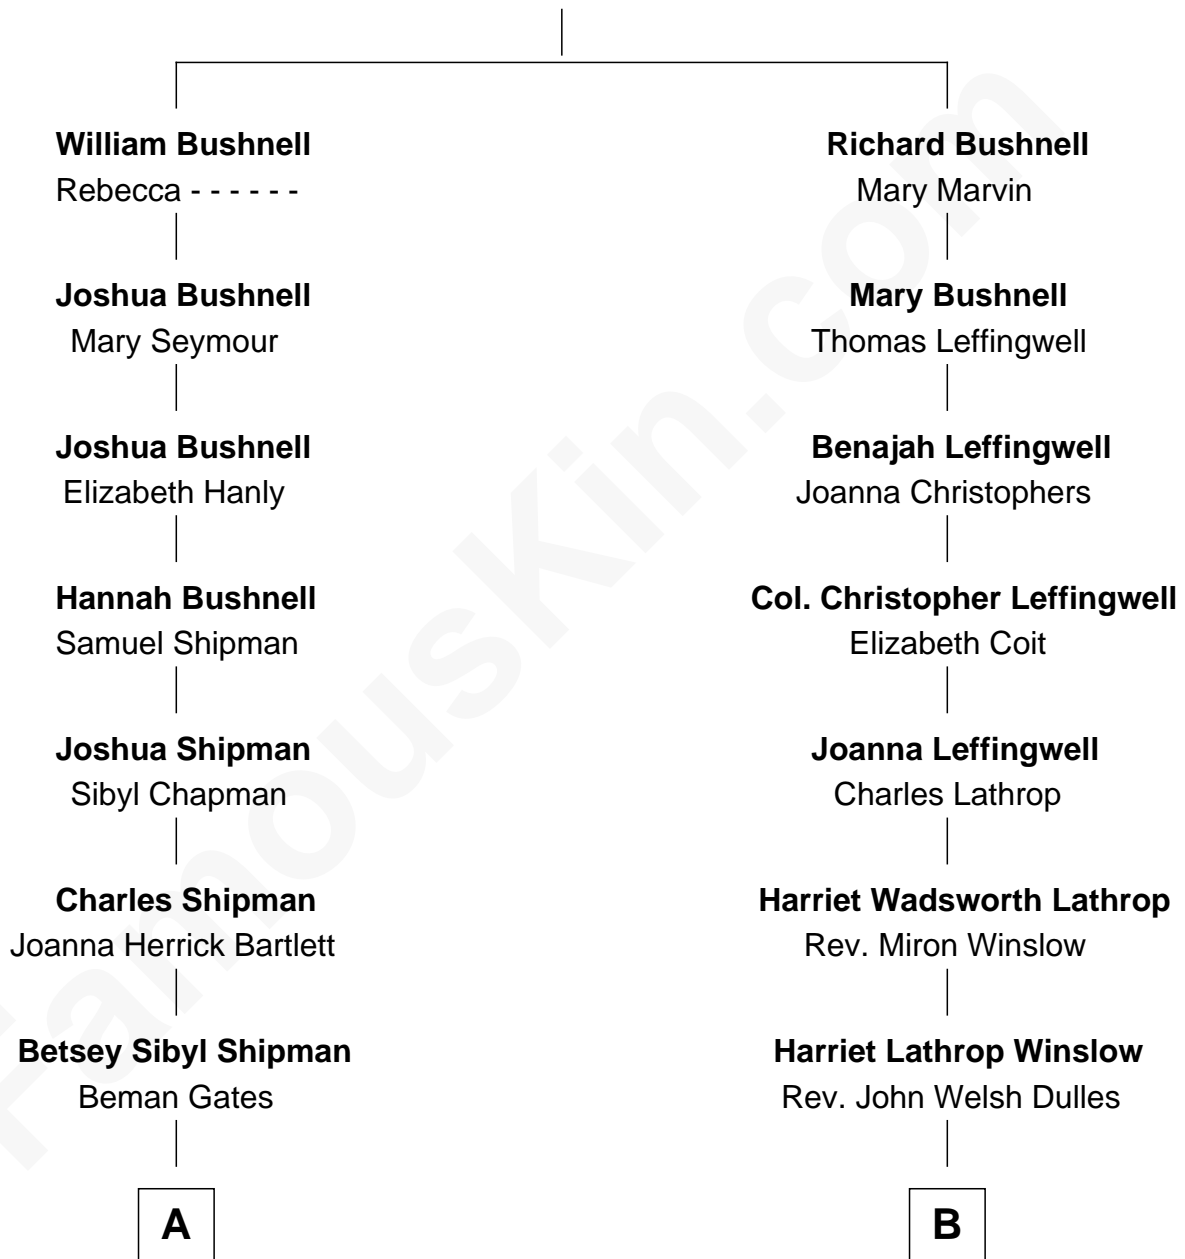 William Bushnell
Rebecca - - - - - -
Richard Bushnell
Mary Marvin
Joshua Bushnell
Mary Seymour
Mary Bushnell
Thomas Leffingwell
Joshua Bushnell
Elizabeth Hanly
Benajah Leffingwell
Joanna Christophers
Hannah Bushnell
Samuel Shipman
Col. Christopher Leffingwell
Elizabeth Coit
Joshua Shipman
Sibyl Chapman
Joanna Leffingwell
Charles Lathrop
Charles Shipman
Joanna Herrick Bartlett
Harriet Wadsworth Lathrop
Rev. Miron Winslow
Betsey Sibyl Shipman
Beman Gates
Harriet Lathrop Winslow
Rev. John Welsh Dulles
A
B
FamousKin.com